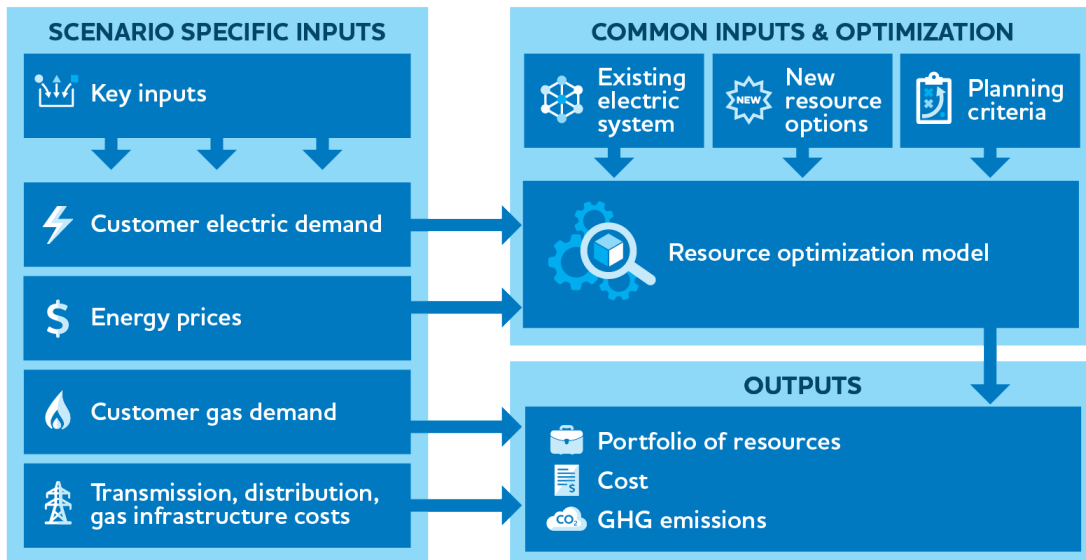 SCENARIO SPECIFIC INPUTS
Key inputs
Customer electric demand
$
Energy prices
Customer gas demand
Transmission, distribution,
gas infrastructure costs
COMMON INPUTS & OPTIMIZATION
Existing
electric
system
NEW
New
resource
options
Planning
criteria
Resource optimization model
OUTPUTS
Portfolio of resources
$
Cost
CO₂
GHG emissions